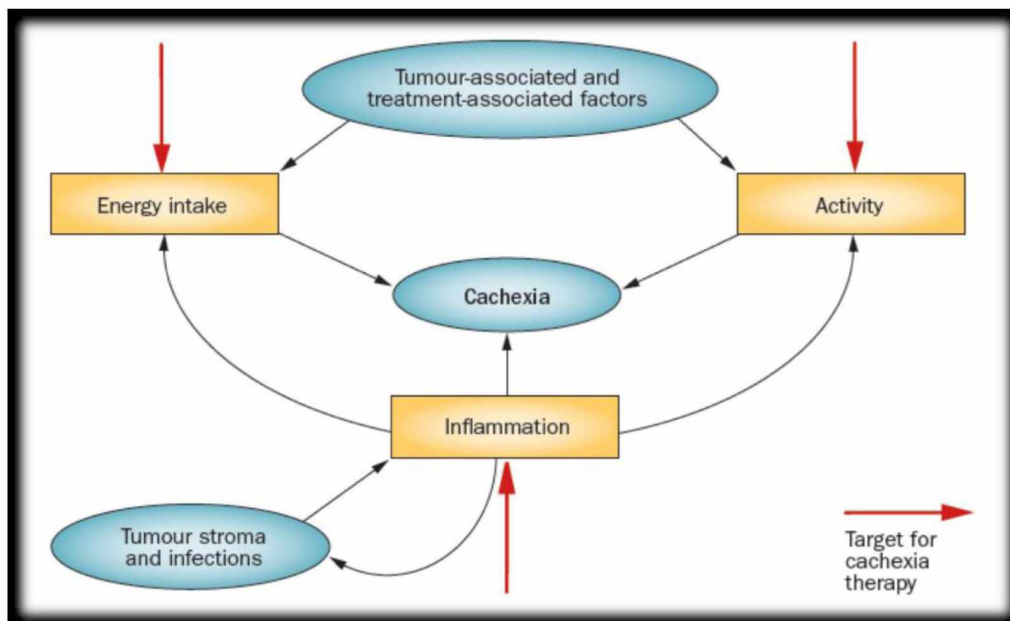 Tumour-associated and
treatment-associated factors
Energy intake
Activity
Cachexia
Inflammation
Tumour stroma
and infections
Target for
cachexia
therapy